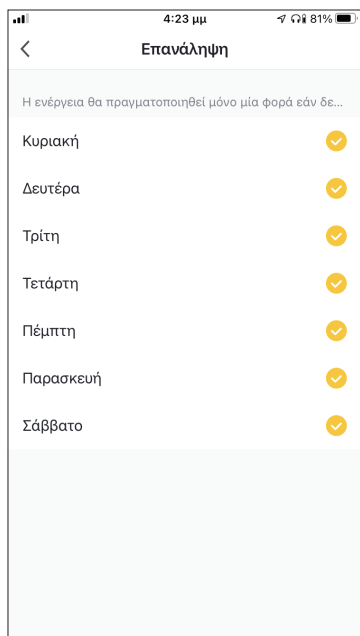 4:23 μμ 81%
Επανάληψη
Η ενέργεια θα πραγματοποιηθεί μόνο μία φορά εάν δε...
Κυριακή
Δευτέρα
Τρίτη
Τετάρτη
Πέμπτη
Παρασκευή
Σάββατο